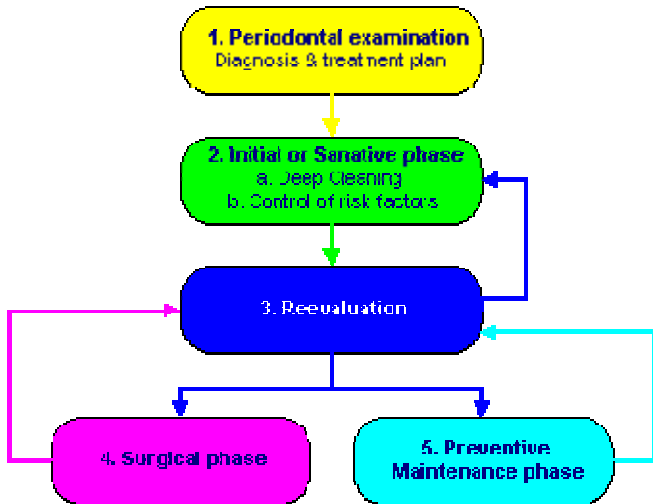 1. Periodontal examination
Diagnosis & treatment plan
2. Initial or Sanative phase
a. Deep Cleaning
b. Control of risk factors
3. Reevaluation
4. Surgical phase
5. Preventive
Maintenance phase